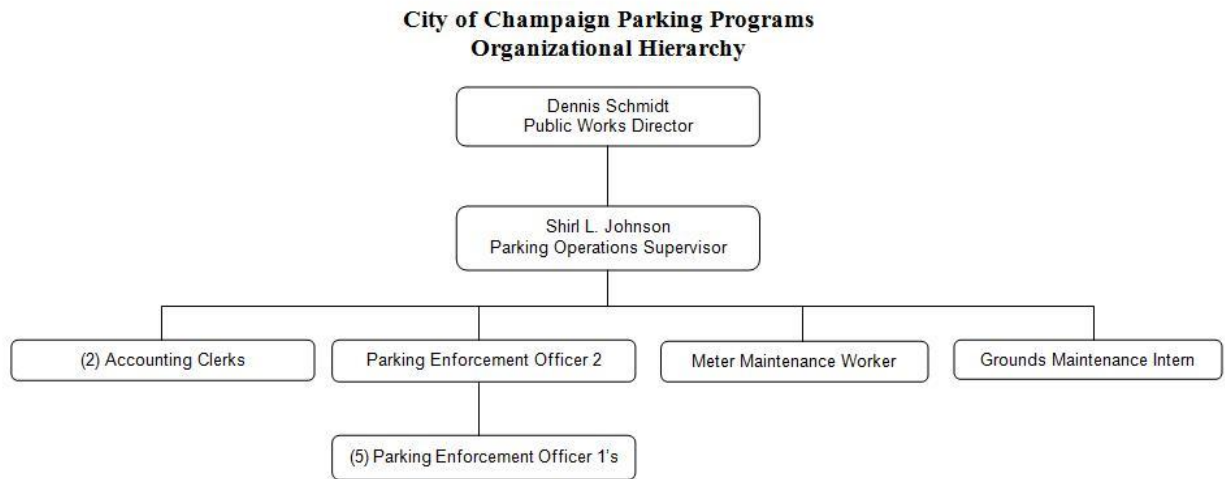 City of Champaign Parking Programs
Organizational Hierarchy
Dennis Schmidt
Public Works Director
Shirl L. Johnson
Parking Operations Supervisor
(2) Accounting Clerks
Parking Enforcement Officer 2
Meter Maintenance Worker
Grounds Maintenance Intern
(5) Parking Enforcement Officer 1's